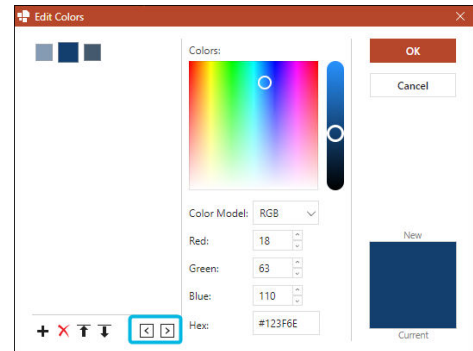 Edit Colors
Colors:
OK
Cancel
Color Model: RGB
Red: 18
Green: 63
Blue: 110
Hex: #123F6E
New
Current